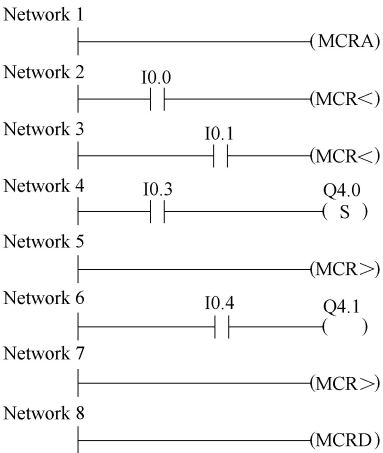 Network 1
(MCRA)
Network 2
I0.0
(MCR<)
Network 3
I0.1
(MCR<)
Network 4
I0.3
Q4.0
( S )
Network 5
(MCR>)
Network 6
I0.4
Q4.1
( )
Network 7
(MCR>)
Network 8
(MCRD)